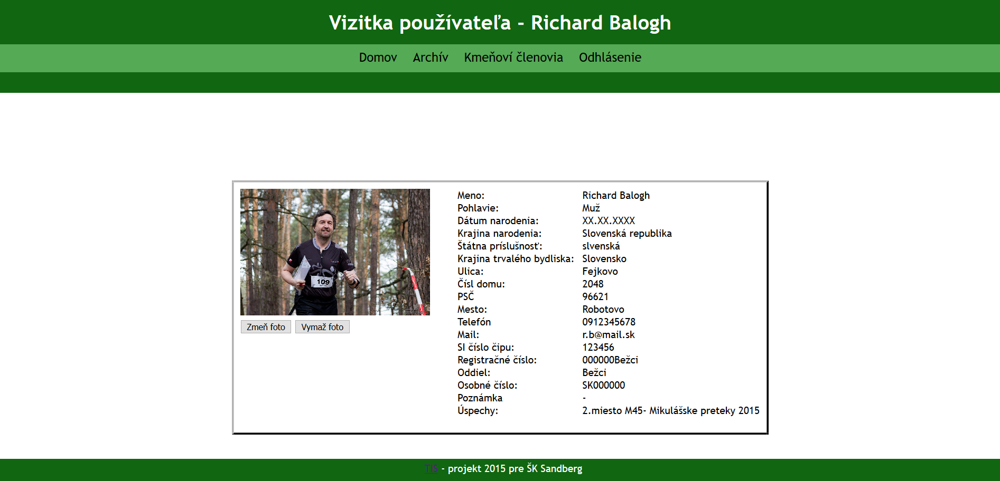 Vizitka používateľa - Richard Balogh
Domov Archív Kmeňoví členovia Odhlásenie
109
Zmeň foto Vymaž foto
Meno: Richard Balogh
Pohlavie: Muž
Dátum narodenia: XX.XX.XXXX
Krajina narodenia: Slovenská republika
Štátna príslušnosť: slvenská
Krajina trvalého bydliska: Slovensko
Ulica: Fejkovo
Čísl domu: 2048
PSČ 96621
Mesto: Robotovo
Telefón 0912345678
Mail: r.b@mail.sk
SI číslo čipu: 123456
Registračné číslo: 000000Bežci
Oddiel: Bežci
Osobné číslo: SK000000
Poznámka -
Úspechy: 2.miesto M45- Mikulášske preteky 2015
TIS - projekt 2015 pre ŠK Sandberg